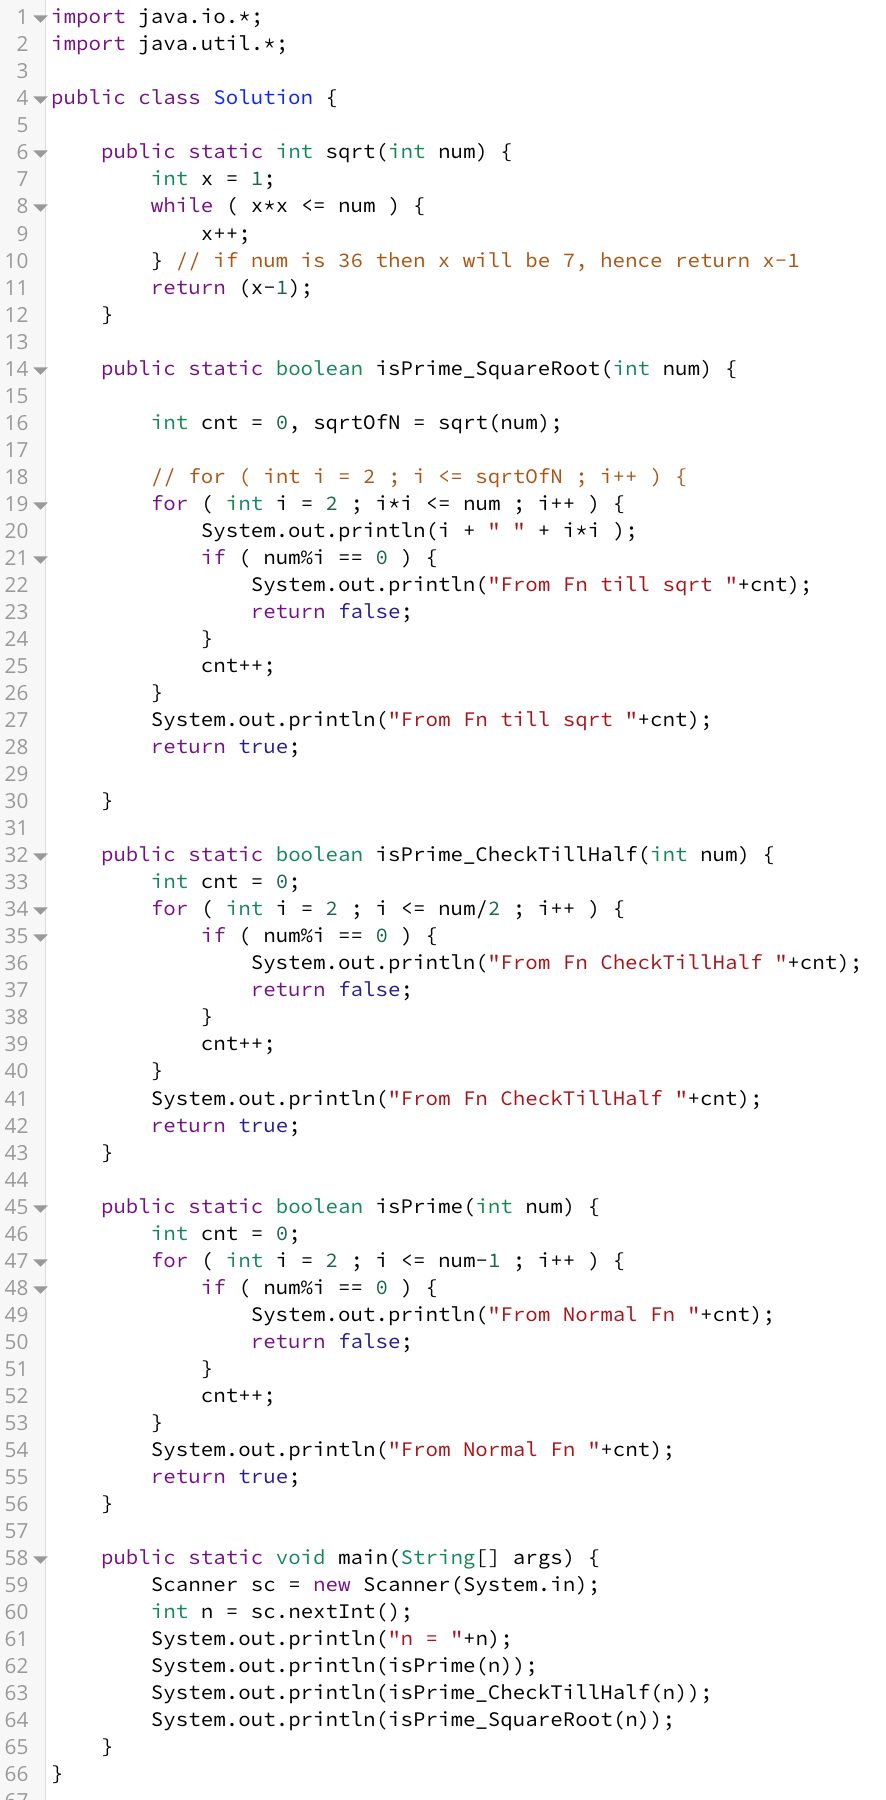 1 import java.io.*;
2 import java.util.*;
3
4 public class Solution {
5
6     public static int sqrt(int num) {
7         int x = 1;
8         while ( x*x <= num ) {
9             x++;
10         } // if num is 36 then x will be 7, hence return x-1
11         return (x-1);
12     }
13
14     public static boolean isPrime_SquareRoot(int num) {
15
16         int cnt = 0, sqrtOfN = sqrt(num);
17
18         // for ( int i = 2 ; i <= sqrtOfN ; i++ ) {
19         for ( int i = 2 ; i*i <= num ; i++ ) {
20             System.out.println(i + " " + i*i );
21             if ( num%i == 0 ) {
22                 System.out.println("From Fn till sqrt "+cnt);
23                 return false;
24             }
25             cnt++;
26         }
27         System.out.println("From Fn till sqrt "+cnt);
28         return true;
29
30     }
31
32     public static boolean isPrime_CheckTillHalf(int num) {
33         int cnt = 0;
34         for ( int i = 2 ; i <= num/2 ; i++ ) {
35             if ( num%i == 0 ) {
36                 System.out.println("From Fn CheckTillHalf "+cnt);
37                 return false;
38             }
39             cnt++;
40         }
41         System.out.println("From Fn CheckTillHalf "+cnt);
42         return true;
43     }
44
45     public static boolean isPrime(int num) {
46         int cnt = 0;
47         for ( int i = 2 ; i <= num-1 ; i++ ) {
48             if ( num%i == 0 ) {
49                 System.out.println("From Normal Fn "+cnt);
50                 return false;
51             }
52             cnt++;
53         }
54         System.out.println("From Normal Fn "+cnt);
55         return true;
56     }
57
58     public static void main(String[] args) {
59         Scanner sc = new Scanner(System.in);
60         int n = sc.nextInt();
61         System.out.println("n = "+n);
62         System.out.println(isPrime(n));
63         System.out.println(isPrime_CheckTillHalf(n));
64         System.out.println(isPrime_SquareRoot(n));
65     }
66 }
67